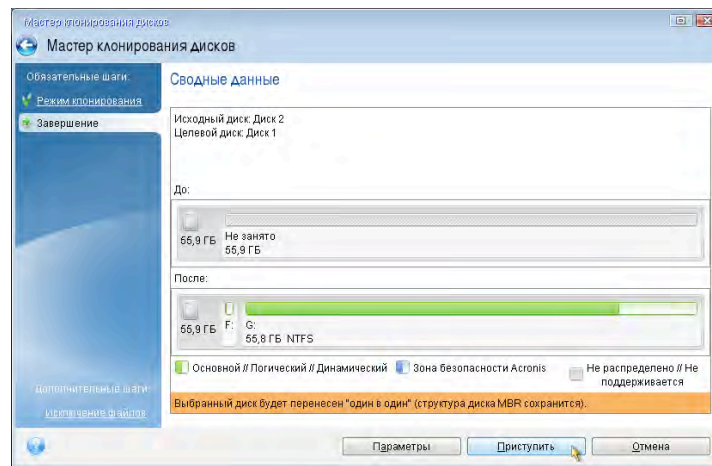 Мастер клонирования дисков
Мастер клонирования дисков
Обязательные шаги:
Режим клонирования
Завершение
Дополнительные шаги:
Исключение файлов
Сводные данные
Исходный диск: Диск 2
Целевой диск: Диск 1
До:
55,9 ГБ
Не занято
55,9 ГБ
После:
55,9 ГБ
F:
G:
55,8 ГБ NTFS
Основной // Логический // Динамический
Зона безопасности Acronis
Не распределено // Не
поддерживается
Выбранный диск будет перенесен "один в один" (структура диска MBR сохранится).
Параметры
Приступить
Отмена